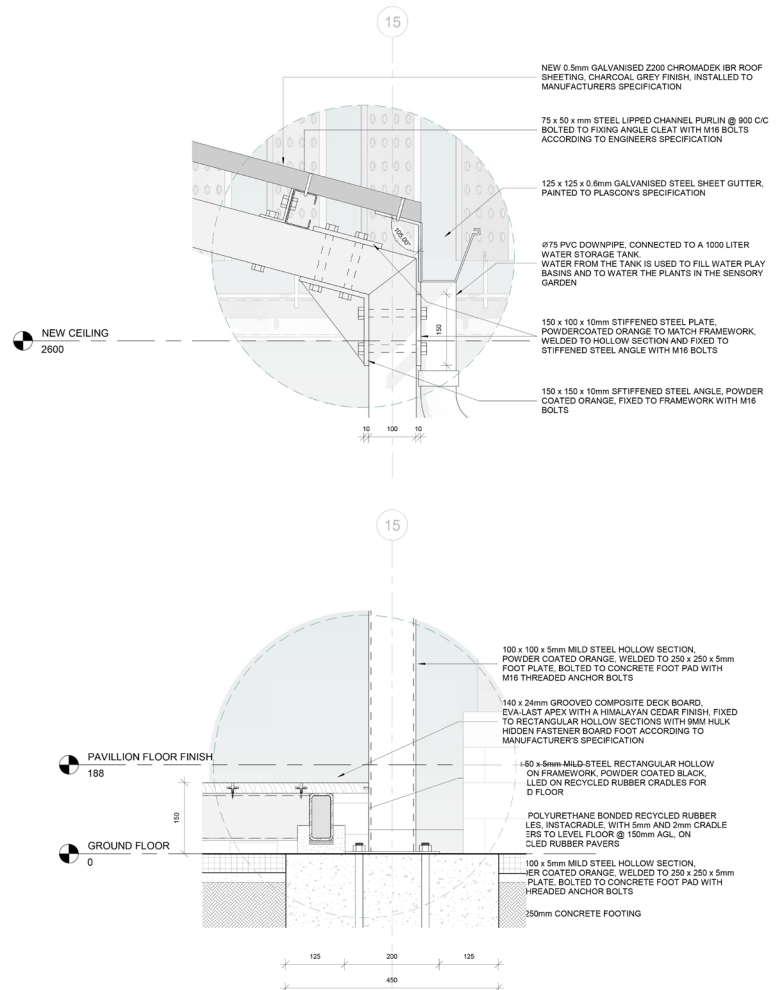 15
NEW 0.5mm GALVANISED Z200 CHROMADEK IBR ROOF
SHEETING, CHARCOAL GREY FINISH, INSTALLED TO
MANUFACTURERS SPECIFICATION
75 x 50 x mm STEEL LIPPED CHANNEL PURLIN @ 900 C/C
BOLTED TO FIXING ANGLE CLEAT WITH M16 BOLTS
ACCORDING TO ENGINEERS SPECIFICATION
125 x 125 x 0.6mm GALVANISED STEEL SHEET GUTTER,
PAINTED TO PLASCON'S SPECIFICATION
105.00°
Ø75 PVC DOWNPIPE, CONNECTED TO A 1000 LITER
WATER STORAGE TANK.
WATER FROM THE TANK IS USED TO FILL WATER PLAY
BASINS AND TO WATER THE PLANTS IN THE SENSORY
GARDEN
150
NEW CEILING
2600
150 x 100 x 10mm STIFFENED STEEL PLATE,
POWDERCOATED ORANGE TO MATCH FRAMEWORK,
WELDED TO HOLLOW SECTION AND FIXED TO
STIFFENED STEEL ANGLE WITH M16 BOLTS
150 x 150 x 10mm SFTIFFENED STEEL ANGLE, POWDER
COATED ORANGE, FIXED TO FRAMEWORK WITH M16
BOLTS
10 100 10
15
100 x 100 x 5mm MILD STEEL HOLLOW SECTION,
POWDER COATED ORANGE, WELDED TO 250 x 250 x 5mm
FOOT PLATE, BOLTED TO CONCRETE FOOT PAD WITH
M16 THREADED ANCHOR BOLTS
140 x 24mm GROOVED COMPOSITE DECK BOARD,
EVA-LAST APEX WITH A HIMALAYAN CEDAR FINISH, FIXED
TO RECTANGULAR HOLLOW SECTIONS WITH 9MM HULK
HIDDEN FASTENER BOARD FOOT ACCORDING TO
MANUFACTURER'S SPECIFICATION
PAVILLION FLOOR FINISH
188
50 x 5mm MILD STEEL RECTANGULAR HOLLOW
ON FRAMEWORK, POWDER COATED BLACK,
LLED ON RECYCLED RUBBER CRADLES FOR
D FLOOR
150
POLYURETHANE BONDED RECYCLED RUBBER
LES, INSTACRADLE, WITH 5mm AND 2mm CRADLE
ERS TO LEVEL FLOOR @ 150mm AGL, ON
CLED RUBBER PAVERS
GROUND FLOOR
0
100 x 5mm MILD STEEL HOLLOW SECTION,
DER COATED ORANGE, WELDED TO 250 x 250 x 5mm
PLATE, BOLTED TO CONCRETE FOOT PAD WITH
THREADED ANCHOR BOLTS
250mm CONCRETE FOOTING
125 200 125
450